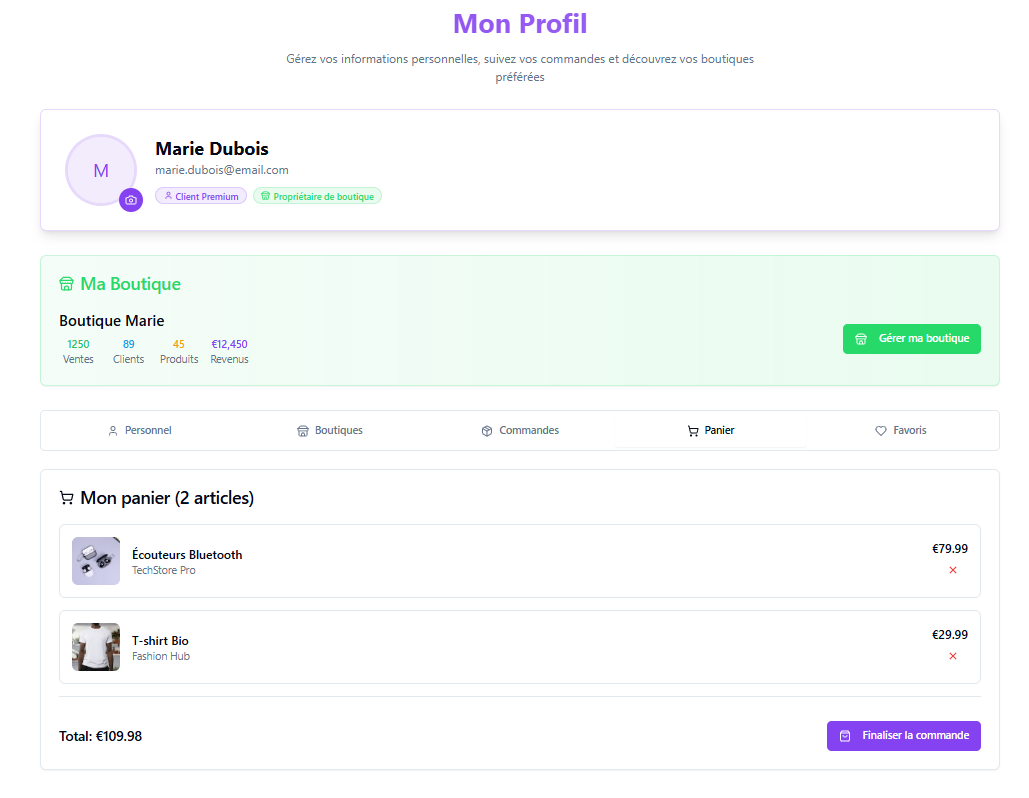 Mon Profil
Gérez vos informations personnelles, suivez vos commandes et découvrez vos boutiques
préférées
M
Marie Dubois
marie.dubois@email.com
Client Premium
Propriétaire de boutique
Ma Boutique
Boutique Marie
1250 89 45 €12,450
Ventes Clients Produits Revenus
Gérer ma boutique
Personnel Boutiques Commandes Panier Favoris
Mon panier (2 articles)
Écouteurs Bluetooth
TechStore Pro
€79.99
T-shirt Bio
Fashion Hub
€29.99
Total: €109.98
Finaliser la commande